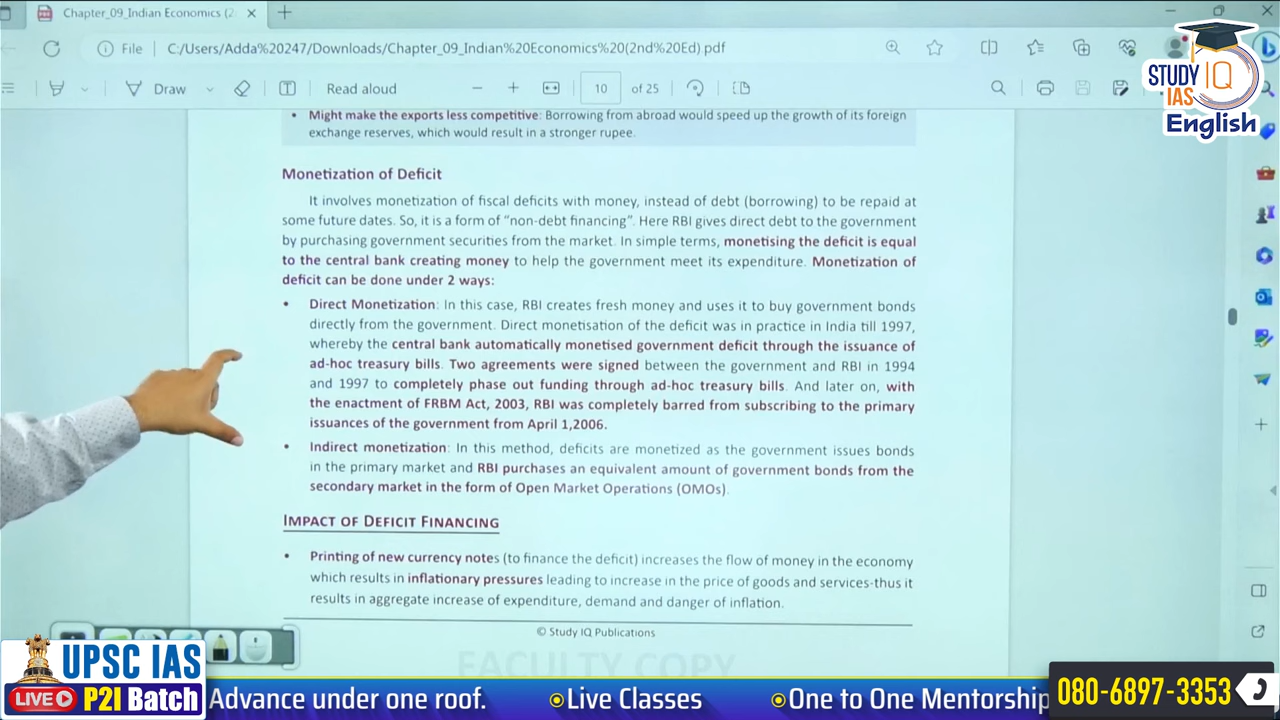 Chapter_09_Indian Economics (2
File
C:/Users/Adda%20247/Downloads/Chapter_09_Indian%20Economics%20(2nd%20Ed).pdf
Draw
Read aloud
10
of 25
STUDY IQ
IAS
English
• Might make the exports less competitive: Borrowing from abroad would speed up the growth of its foreign
exchange reserves, which would result in a stronger rupee.
Monetization of Deficit
It involves monetization of fiscal deficits with money, instead of debt (borrowing) to be repaid at
some future dates. So, it is a form of "non-debt financing". Here RBI gives direct debt to the government
by purchasing government securities from the market. In simple terms, monetising the deficit is equal
to the central bank creating money to help the government meet its expenditure. Monetization of
deficit can be done under 2 ways:
• Direct Monetization: In this case, RBI creates fresh money and uses it to buy government bonds
directly from the government. Direct monetisation of the deficit was in practice in India till 1997,
whereby the central bank automatically monetised government deficit through the issuance of
ad-hoc treasury bills. Two agreements were signed between the government and RBI in 1994
and 1997 to completely phase out funding through ad-hoc treasury bills. And later on, with
the enactment of FRBM Act, 2003, RBI was completely barred from subscribing to the primary
issuances of the government from April 1,2006.
• Indirect monetization: In this method, deficits are monetized as the government issues bonds
in the primary market and RBI purchases an equivalent amount of government bonds from the
secondary market in the form of Open Market Operations (OMOs).
IMPACT OF DEFICIT FINANCING
• Printing of new currency notes (to finance the deficit) increases the flow of money in the economy
which results in inflationary pressures leading to increase in the price of goods and services-thus it
results in aggregate increase of expenditure, demand and danger of inflation.
© Study IQ Publications
FACULTY COPY
UPSC IAS
LIVE P2I Batch
Advance under one roof.
Live Classes
One to One Mentorship
080-6897-3353